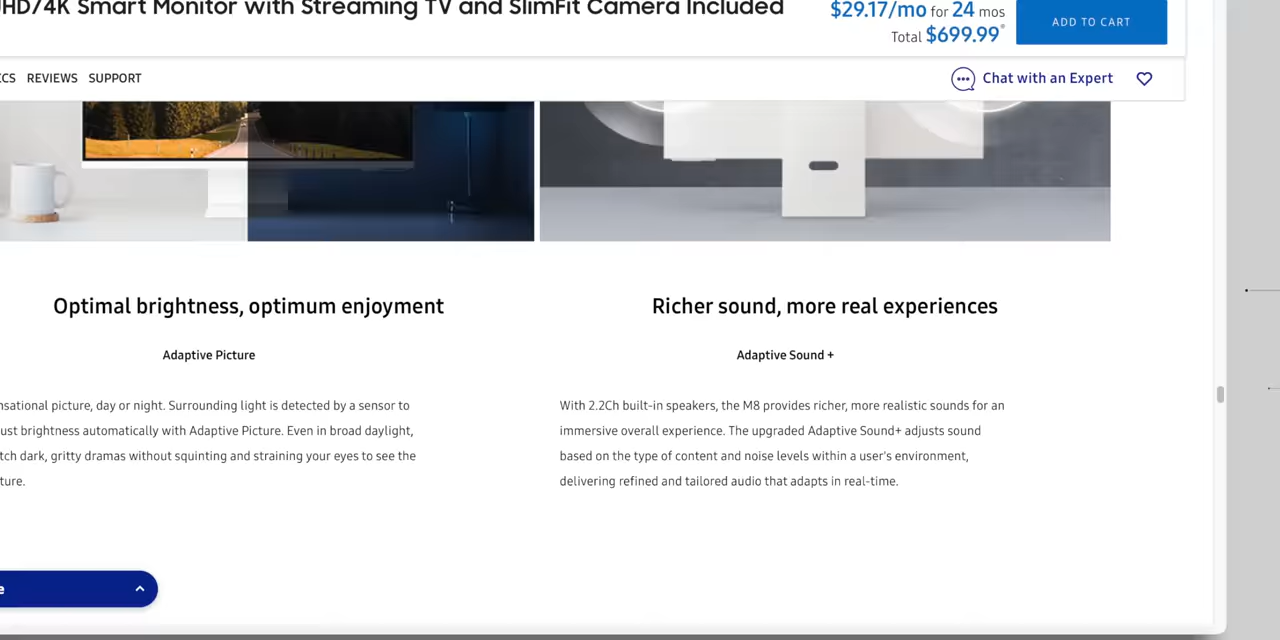 UHD/4K Smart Monitor with Streaming TV and SlimFit Camera Included
$29.17/mo for 24 mos
Total $699.99
ADD TO CART
REVIEWS SUPPORT
Chat with an Expert
Optimal brightness, optimum enjoyment
Adaptive Picture
picture, day or night. Surrounding light is detected by a sensor to
brightness automatically with Adaptive Picture. Even in broad daylight,
dark, gritty dramas without squinting and straining your eyes to see the
Richer sound, more real experiences
Adaptive Sound +
With 2.2Ch built-in speakers, the M8 provides richer, more realistic sounds for an
immersive overall experience. The upgraded Adaptive Sound+ adjusts sound
based on the type of content and noise levels within a user's environment,
delivering refined and tailored audio that adapts in real-time.